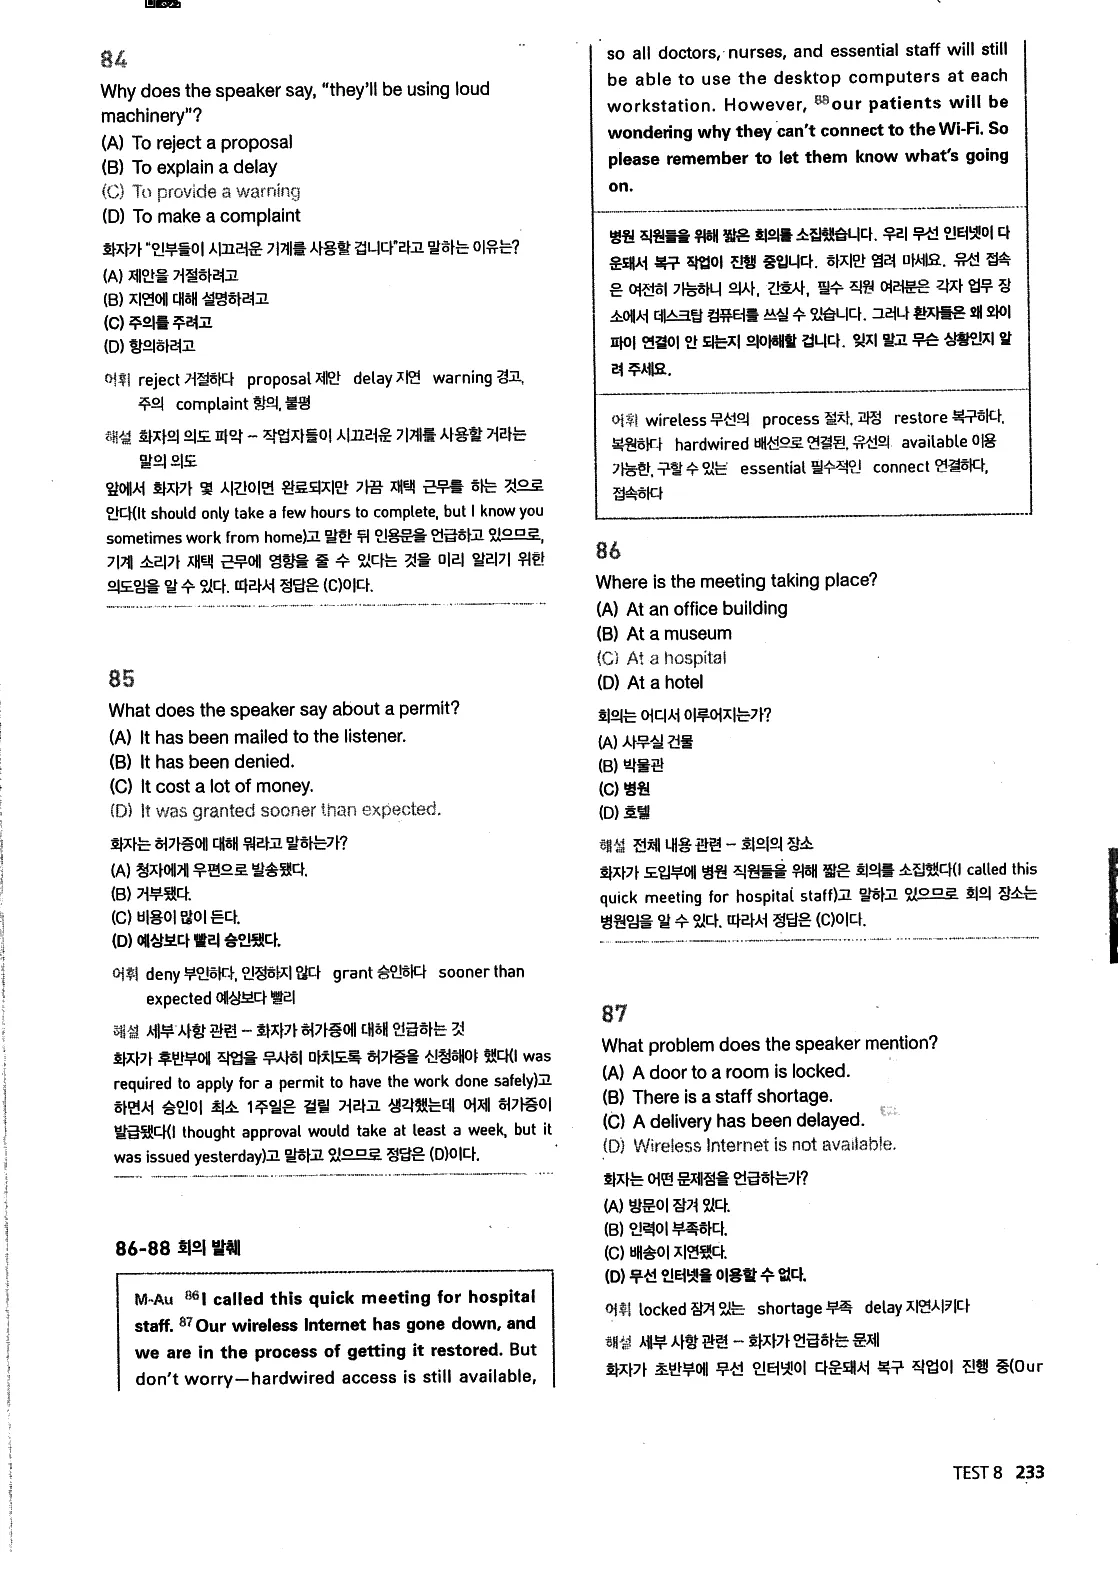 84
Why does the speaker say, "they'll be using loud
machinery"?
(A) To reject a proposal
(B) To explain a delay
(C) To provide a warning
(D) To make a complaint
화자가 "인부들이 시끄러운 기계를 사용할 겁니다"라고 말하는 이유는?
(A) 제안을 거절하려고
(B) 지연에 대해 설명하려고
(C) 주의를 주려고
(D) 항의하려고
어휘 reject 거절하다 proposal 제안 delay 지연 warning 경고,
주의 complaint 항의, 불평
해설 화자의 의도 파악 – 작업자들이 시끄러운 기계를 사용할 거라는
말의 의도
앞에서 화자가 몇 시간이면 완료되지만 가끔 재택 근무를 하는 것으로
안다(It should only take a few hours to complete, but I know you
sometimes work from home)고 말한 뒤 인용문을 언급하고 있으므로,
기계 소리가 재택 근무에 영향을 줄 수 있다는 것을 미리 알리기 위한
의도임을 알 수 있다. 따라서 정답은 (C)이다.
85
What does the speaker say about a permit?
(A) It has been mailed to the listener.
(B) It has been denied.
(C) It cost a lot of money.
(D) It was granted sooner than expected.
화자는 허가증에 대해 뭐라고 말하는가?
(A) 청자에게 우편으로 발송됐다.
(B) 거부됐다.
(C) 비용이 많이 든다.
(D) 예상보다 빨리 승인됐다.
어휘 deny 부인하다, 인정하지 않다 grant 승인하다 sooner than
expected 예상보다 빨리
해설 세부 사항 관련 – 화자가 허가증에 대해 언급하는 것
화자가 후반부에 작업을 무사히 마치도록 허가증을 신청해야 했다(I was
required to apply for a permit to have the work done safely)고
하면서 승인이 최소 1주일은 걸릴 거라고 생각했는데 어제 허가증이
발급됐다(I thought approval would take at least a week, but it
was issued yesterday)고 말하고 있으므로 정답은 (D)이다.
86-88 회의 발췌
M-Au 86 I called this quick meeting for hospital
staff. 87 Our wireless Internet has gone down, and
we are in the process of getting it restored. But
don't worry—hardwired access is still available,
so all doctors, nurses, and essential staff will still
be able to use the desktop computers at each
workstation. However, 88 our patients will be
wondering why they can't connect to the Wi-Fi. So
please remember to let them know what's going
on.
병원 직원들을 위해 짧은 회의를 소집했습니다. 우리 무선 인터넷이 다
운돼서 복구 작업이 진행 중입니다. 하지만 염려 마세요. 유선 접속
은 여전히 가능하니 의사, 간호사, 필수 직원 여러분은 각자 업무 장
소에서 데스크탑 컴퓨터를 쓰실 수 있습니다. 그러나 환자들은 왜 와이
파이 연결이 안 되는지 의아해할 겁니다. 잊지 말고 무슨 상황인지 알
려 주세요.
어휘 wireless 무선의 process 절차, 과정 restore 복구하다,
복원하다 hardwired 배선으로 연결된, 유선의 available 이용
가능한, 구할 수 있는 essential 필수적인 connect 연결하다,
접속하다
86
Where is the meeting taking place?
(A) At an office building
(B) At a museum
(C) At a hospital
(D) At a hotel
회의는 어디서 이루어지는가?
(A) 사무실 건물
(B) 박물관
(C) 병원
(D) 호텔
해설 전체 내용 관련 – 회의의 장소
화자가 도입부에 병원 직원들을 위해 짧은 회의를 소집했다(I called this
quick meeting for hospital staff)고 말하고 있으므로 회의 장소는
병원임을 알 수 있다. 따라서 정답은 (C)이다.
87
What problem does the speaker mention?
(A) A door to a room is locked.
(B) There is a staff shortage.
(C) A delivery has been delayed.
(D) Wireless Internet is not available.
화자는 어떤 문제점을 언급하는가?
(A) 방문이 잠겨 있다.
(B) 인력이 부족하다.
(C) 배송이 지연됐다.
(D) 무선 인터넷을 이용할 수 없다.
어휘 locked 잠겨 있는 shortage 부족 delay 지연시키다
해설 세부 사항 관련 – 화자가 언급하는 문제
화자가 초반부에 무선 인터넷이 다운돼서 복구 작업이 진행 중(Our
TEST 8 233